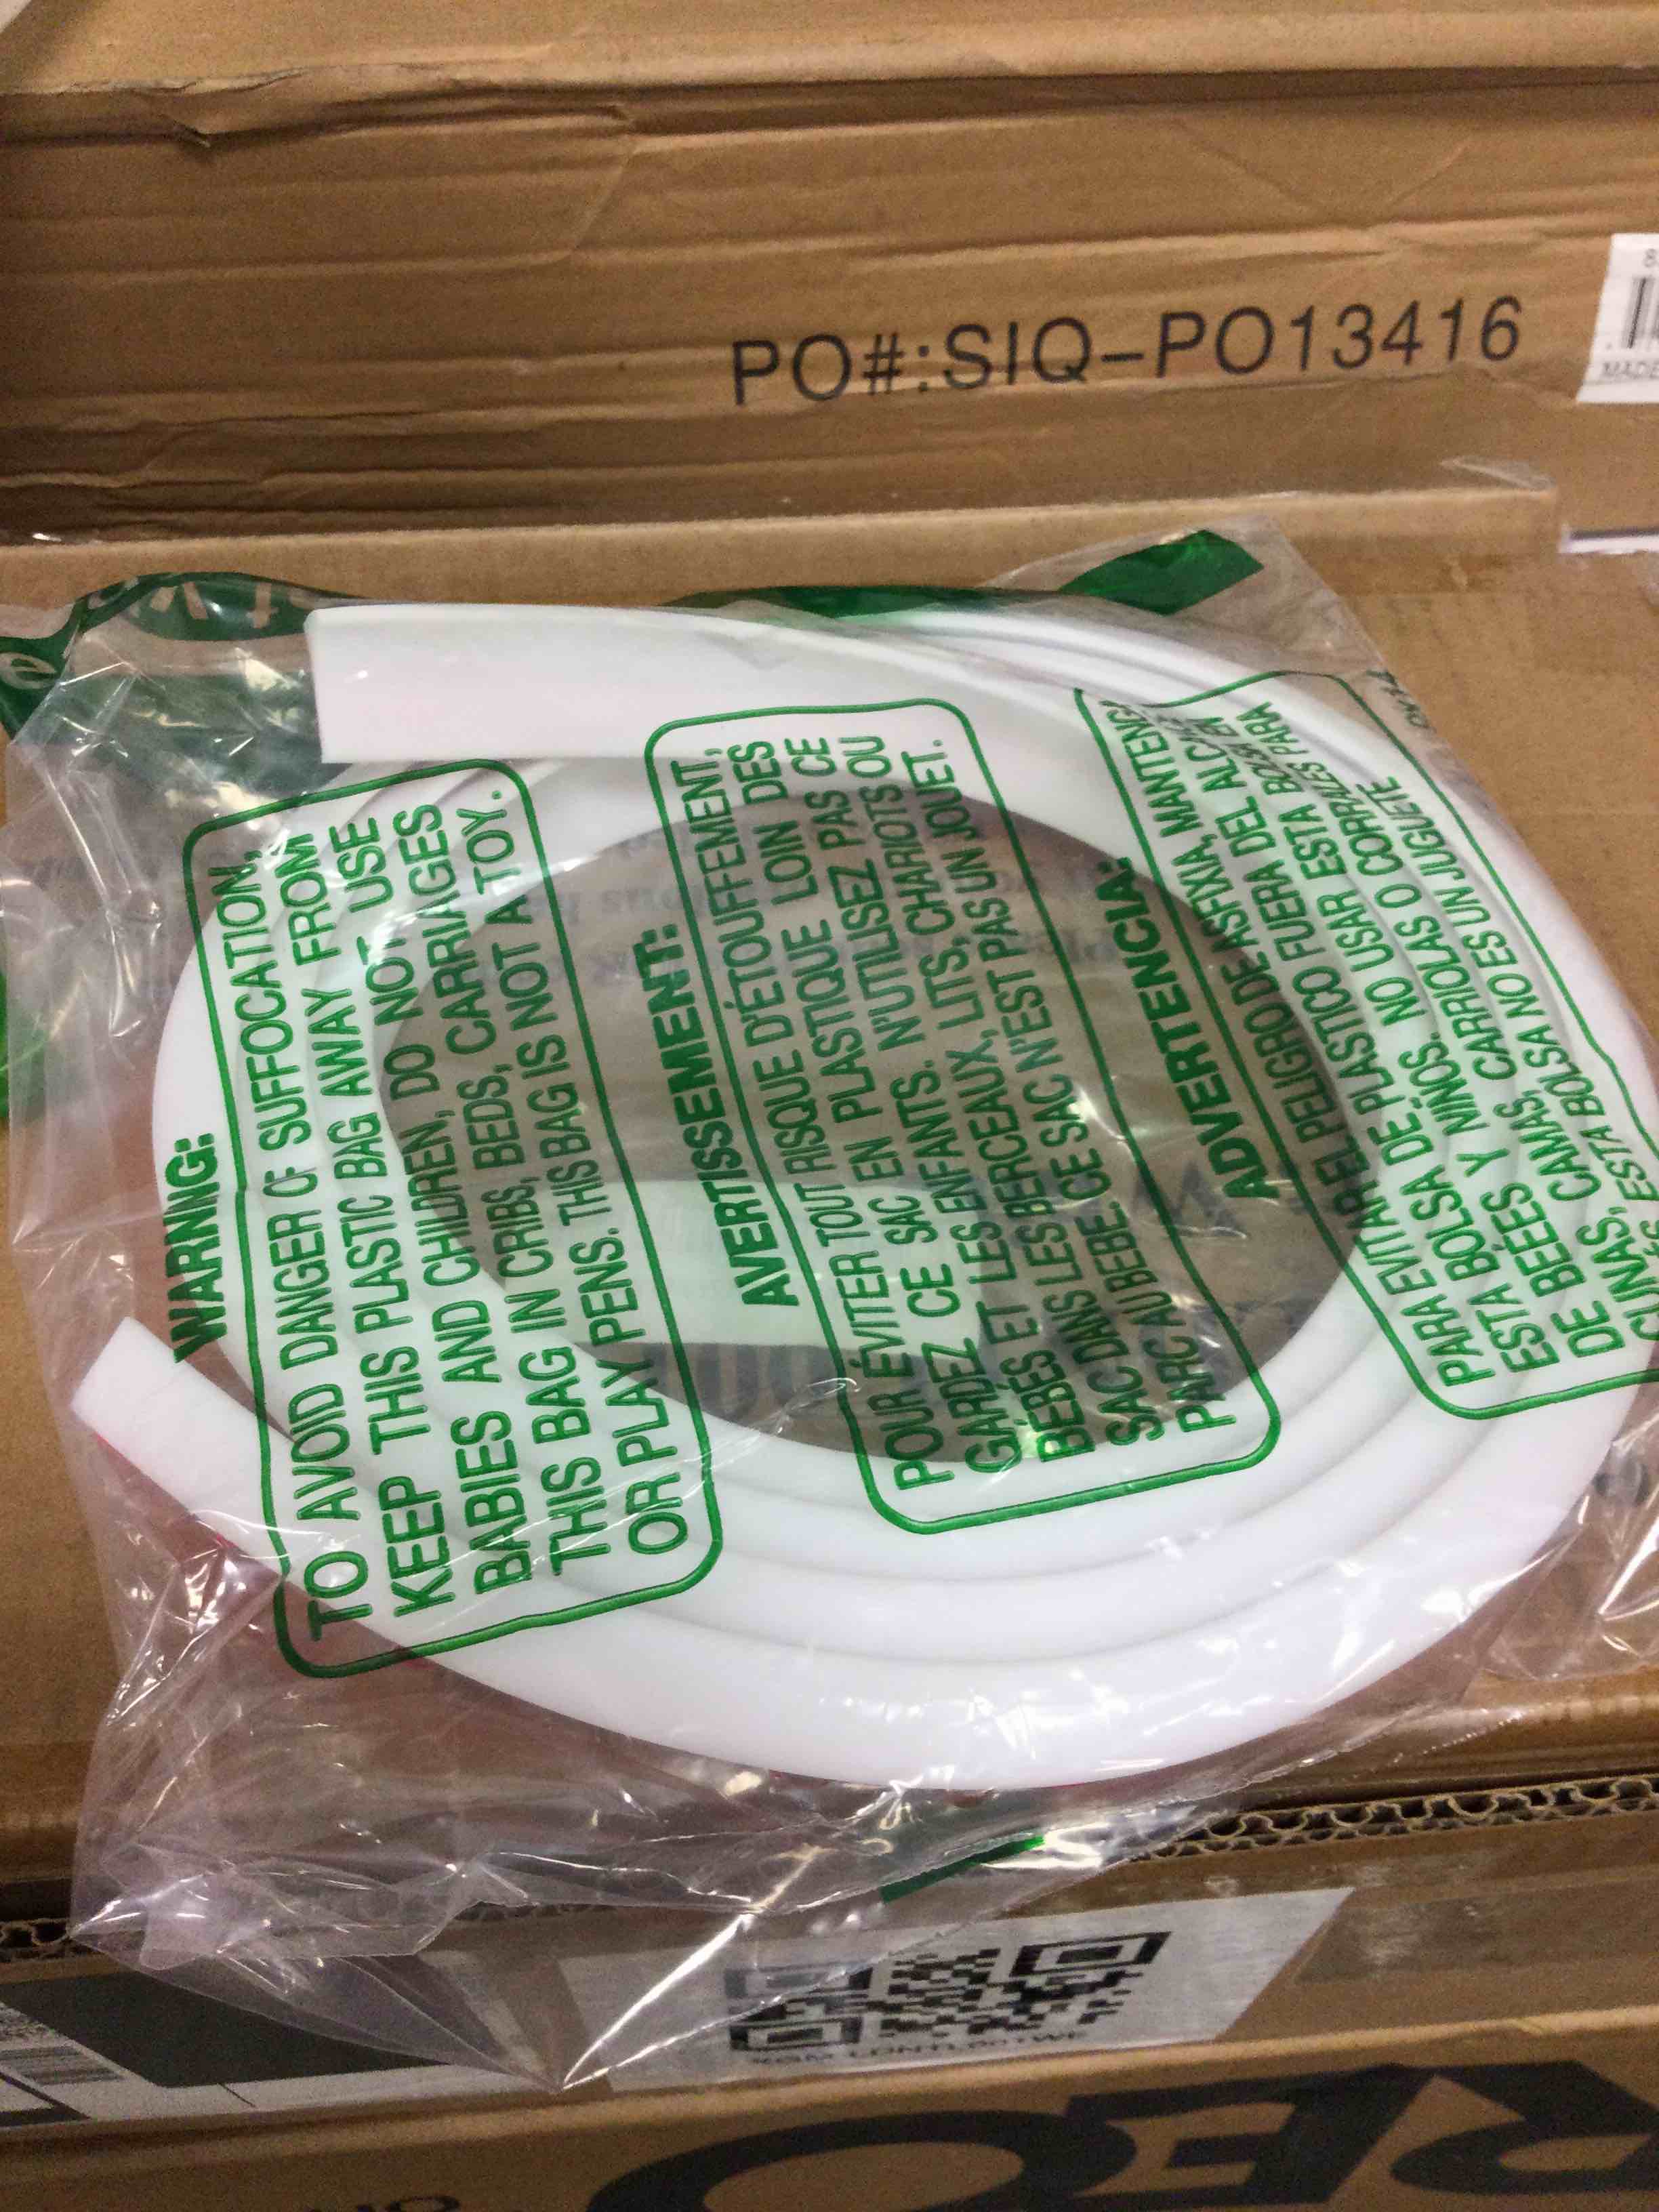 PO#:SIQ-PO13416
MADE
WARNING:
TO AVOID DANGER OF SUFFOCATION,
KEEP THIS PLASTIC BAG AWAY FROM
BABIES AND CHILDREN, DO NOT USE
THIS BAG IN CRIBS, BEDS, CARRIAGES
OR PLAY PENS. THIS BAG IS NOT A TOY.
AVERTISSEMENT:
POUR ÉVITER TOUT RISQUE D'ÉTOUFFEMENT,
GARDEZ CE SAC EN PLASTIQUE LOIN DES
BÉBÉS ET LES ENFANTS. N'UTILISEZ PAS CE
SAC DANS LES BERCEAUX, LITS, CHARIOTS OU
PARC AU BEBE. CE SAC N'EST PAS UN JOUET.
ADVERTENCIA:
PARA EVITAR EL PELIGRO DE ASFIXIA, MANTENGA
ESTA BOLSA DE PLASTICO FUERA DEL ALCANCE
DE BEÉES Y NIÑOS. NO USAR ESTA BOLSA EN
CUNAS, CAMAS, CARRIOLAS O CORRALES PARA
ESTA BOLSA NO ES UN JUGUETE